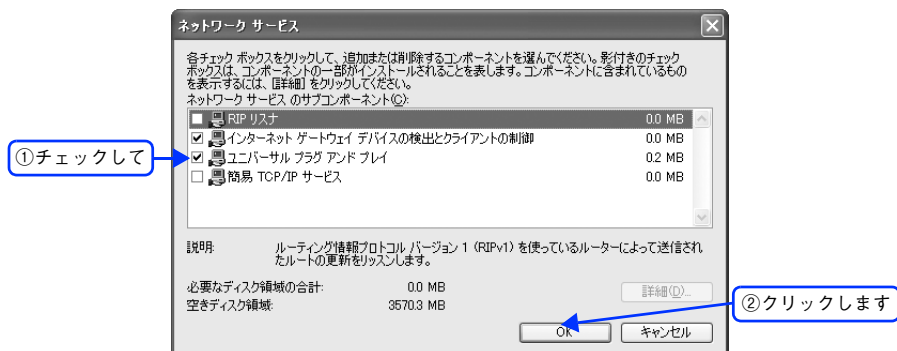 ネットワーク サービス
各チェック ボックスをクリックして、追加または削除するコンポーネントを選んでください。影付きのチェック
ボックスは、コンポーネントの一部がインストールされることを表します。コンポーネントに含まれているもの
を表示するには、[詳細] をクリックしてください。
ネットワーク サービス のサブコンポーネント(C):
RIP リスナ 0.0 MB
インターネット ゲートウェイ デバイスの検出とクライアントの制御 0.0 MB
①チェックして
ユニバーサル プラグ アンド プレイ 0.2 MB
簡易 TCP/IP サービス 0.0 MB
説明: ルーティング情報プロトコル バージョン 1 (RIPv1) を使っているルーターによって送信され
たルートの更新をリッスンします。
必要なディスク領域の合計: 0.0 MB
詳細(D)...
空きディスク領域: 3570.3 MB
②クリックします
OK キャンセル